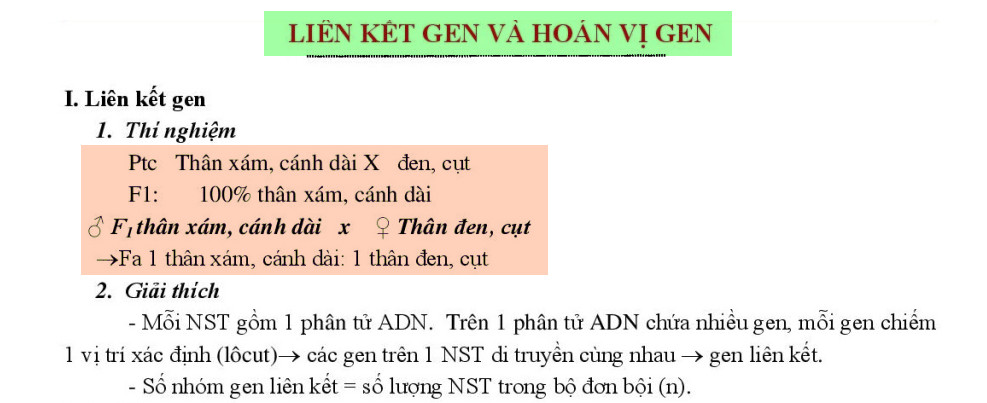 LIÊN KẾT GEN VÀ HOÁN VỊ GEN
I. Liên kết gen
1. Thí nghiệm
Ptc Thân xám, cánh dài X đen, cụt
F1: 100% thân xám, cánh dài
♂ F1 thân xám, cánh dài x ♀ Thân đen, cụt
→Fa 1 thân xám, cánh dài: 1 thân đen, cụt
2. Giải thích
- Mỗi NST gồm 1 phân tử ADN. Trên 1 phân tử ADN chứa nhiều gen, mỗi gen chiếm
1 vị trí xác định (lôcut)→ các gen trên 1 NST di truyền cùng nhau → gen liên kết.
- Số nhóm gen liên kết = số lượng NST trong bộ đơn bội (n).